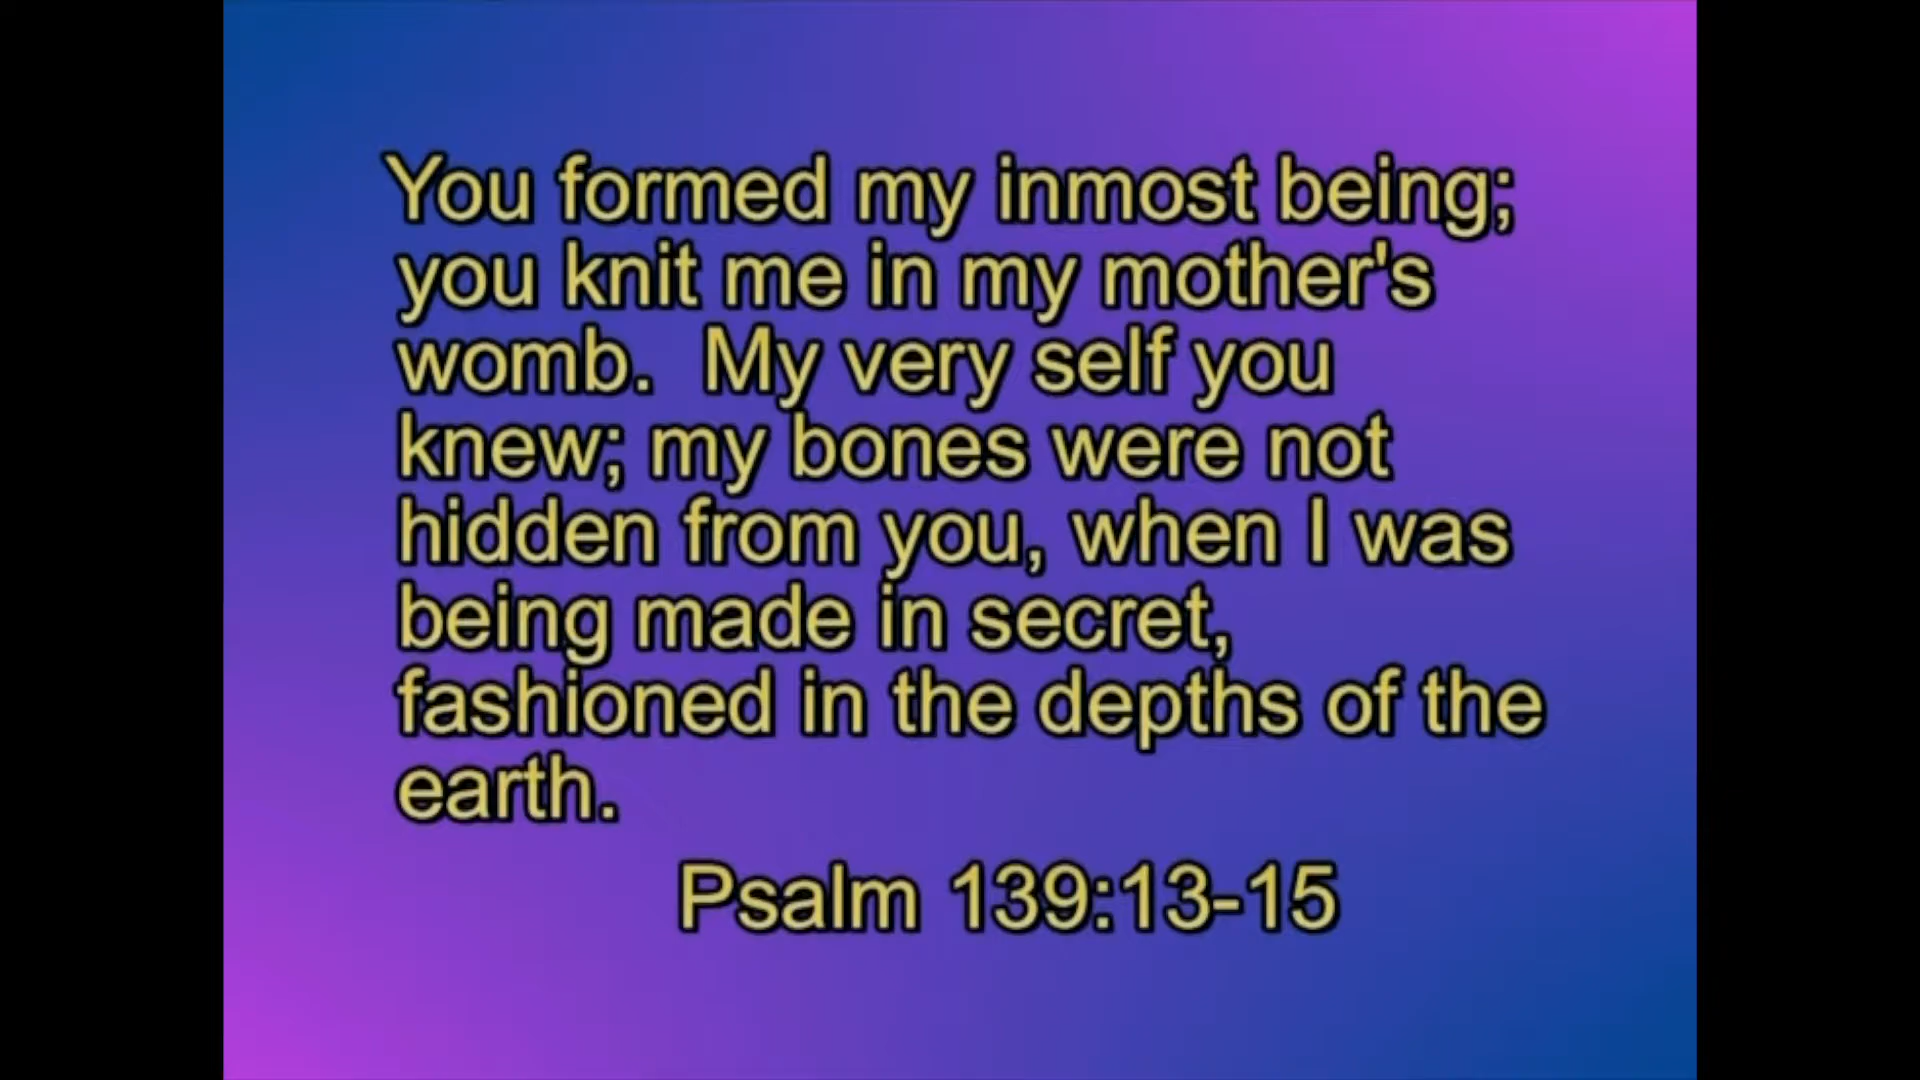 You formed my inmost being;
you knit me in my mother's
womb.  My very self you
knew; my bones were not
hidden from you, when I was
being made in secret,
fashioned in the depths of the
earth.
Psalm 139:13-15